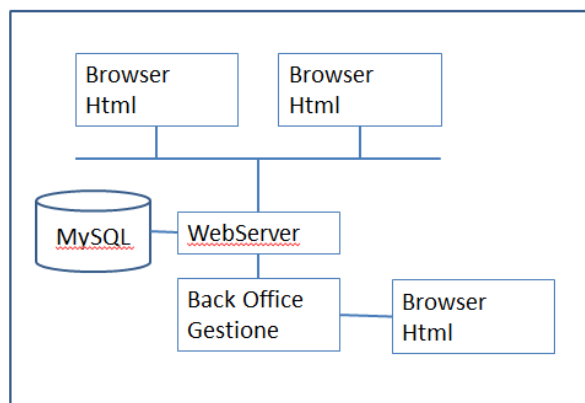 Browser
Html
Browser
Html
MySQL
WebServer
Back Office
Gestione
Browser
Html